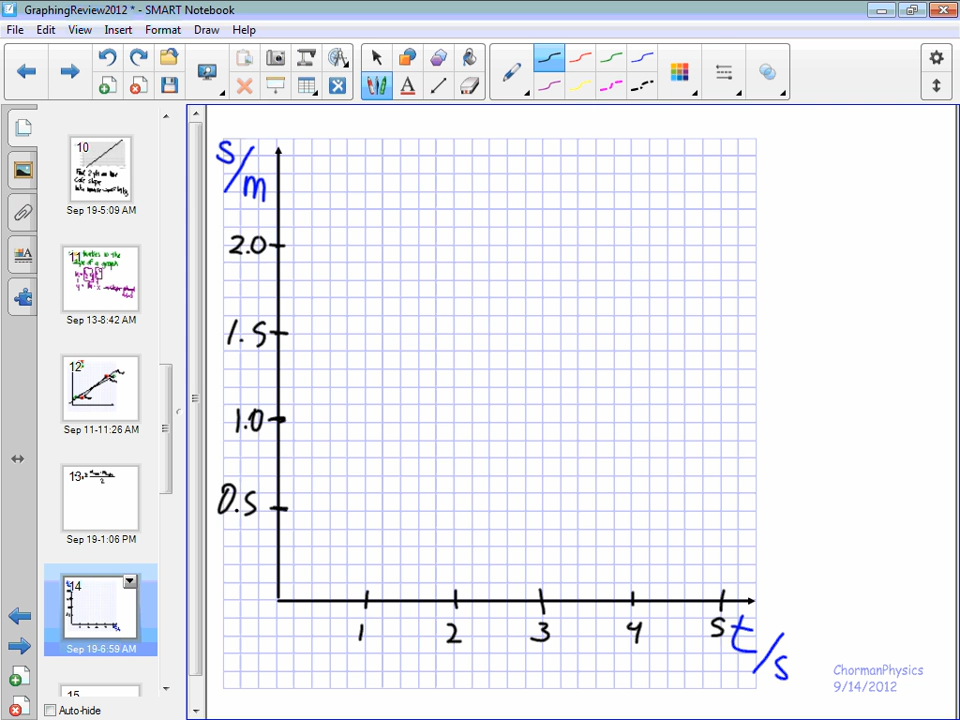 GraphingReview2012 * - SMART Notebook
File Edit View Insert Format Draw Help
10
Sep 19-5:09 AM
11
Sep 13-8:42 AM
12
Sep 11-11:26 AM
13
2
Sep 19-1:06 PM
14
Sep 19-6:59 AM
15
Auto-hide
s/m
2.0
1.5
1.0
0.5
1 2 3 4 5
t/s
ChormanPhysics
9/14/2012